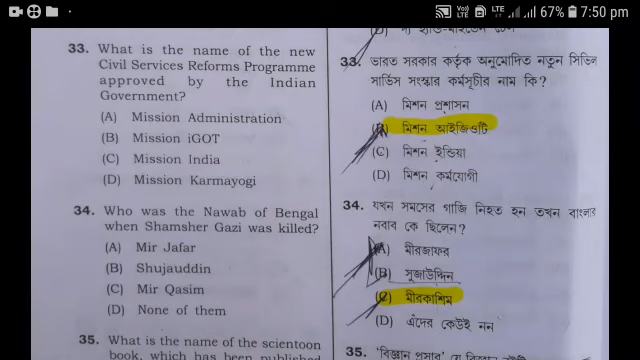 67% 7:50 pm
33. What is the name of the new
Civil Services Reforms Programme
approved by the Indian
Government?
(A) Mission Administration
(B) Mission iGOT
(C) Mission India
(D) Mission Karmayogi
34. Who was the Nawab of Bengal
when Shamsher Gazi was killed?
(A) Mir Jafar
(B) Shujauddin
(C) Mir Qasim
(D) None of them
35. What is the name of the scientoon
book, which has been published
33. ভারত সরকার কর্তৃক অনুমোদিত নতুন সিভিল
সার্ভিস সংস্কার কর্মসূচীর নাম কি?
(A) মিশন প্রশাসন
মিশন আইজিওটি
(C) মিশন ইন্ডিয়া
(D) মিশন কর্মযোগী
34. যখন সমসের গাজি নিহত হন তখন বাংলার
নবাব কে ছিলেন?
(A) মীরজাফর
(B) সুজাউদ্দিন
(C) মীরকাশিম
(D) এঁদের কেউই নন
35.